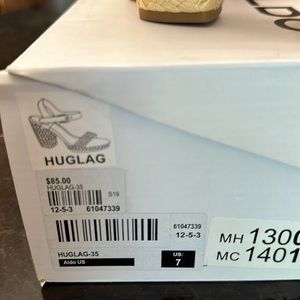 HUGLAG
$85.00
HUGLAG-35
S19
12-5-3 61047339
61047339
12-5-3
HUGLAG-35
Aldo US
US:
7
MH 1300
MC 1401